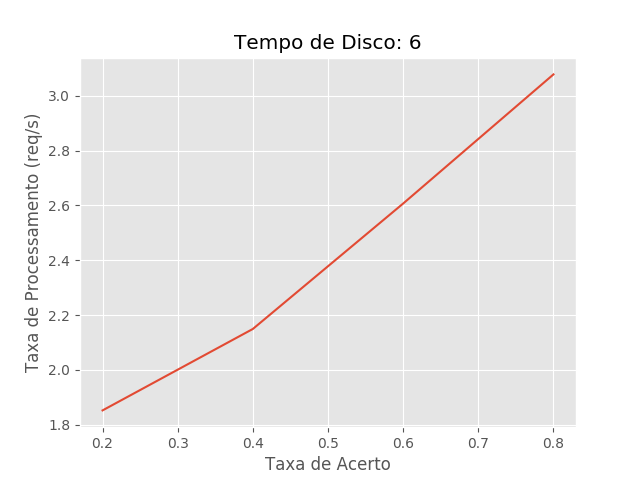 Tempo de Disco: 6
Taxa de Processamento (req/s)
3.0
2.8
2.6
2.4
2.2
2.0
1.8
0.2 0.3 0.4 0.5 0.6 0.7 0.8
Taxa de Acerto